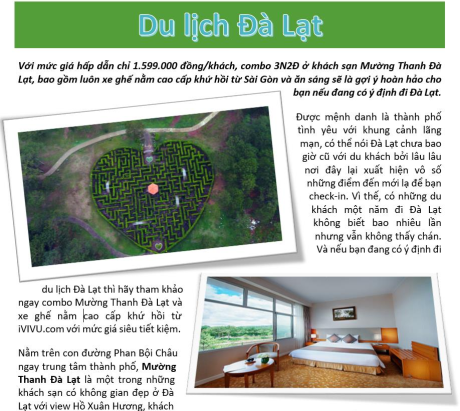 Du lịch Đà Lạt
Với mức giá hấp dẫn chỉ 1.599.000 đồng/khách, combo 3N2Đ ở khách sạn Mường Thanh Đà
Lạt, bao gồm luôn xe ghế nằm cao cấp khứ hồi từ Sài Gòn và ăn sáng sẽ là gợi ý hoàn hảo cho
bạn nếu đang có ý định đi Đà Lạt.
Được mệnh danh là thành phố
tình yêu với khung cảnh lãng
mạn, có thể nói Đà Lạt chưa bao
giờ cũ với du khách bởi lâu lâu
nơi đây lại xuất hiện vô số
những điểm đến mới lạ để bạn
check-in. Vì thế, có những du
khách một năm đi Đà Lạt
không biết bao nhiêu lần
nhưng vẫn không thấy chán.
Và nếu bạn đang có ý định đi
du lịch Đà Lạt thì hãy tham khảo
ngay combo Mường Thanh Đà Lạt và
xe ghế nằm cao cấp khứ hồi từ
iVIVU.com với mức giá siêu tiết kiệm.
Nằm trên con đường Phan Bội Châu
ngay trung tâm thành phố, Mường
Thanh Đà Lạt là một trong những
khách sạn có không gian đẹp ở Đà
Lạt với view Hồ Xuân Hương, khách